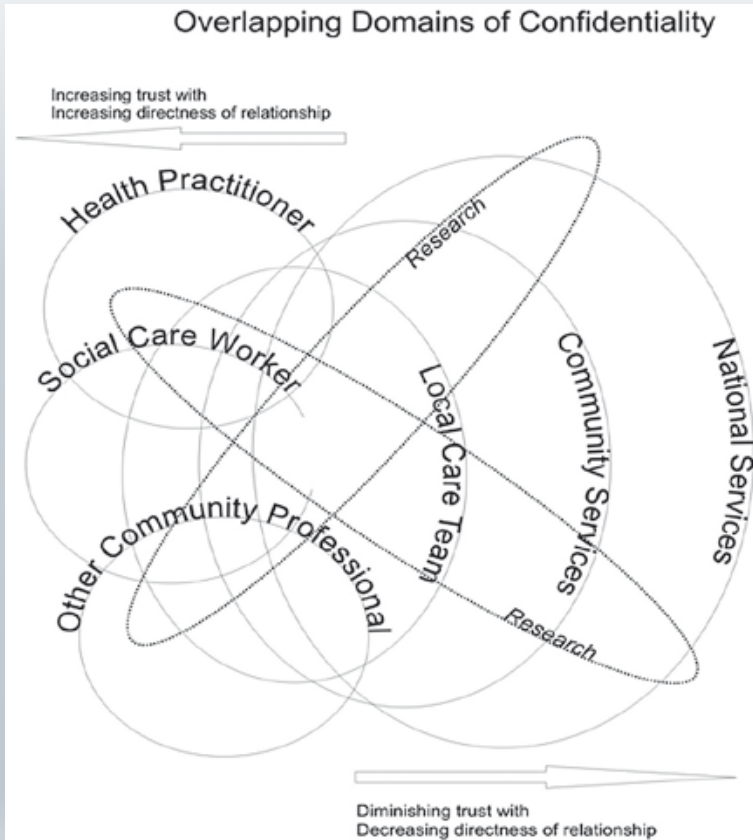 Overlapping Domains of Confidentiality
Increasing trust with
Increasing directness of relationship
Health Practitioner
Research
Social Care Worker
Local Care Team
Community Services
National Services
Other Community Professional
Research
Diminishing trust with
Decreasing directness of relationship